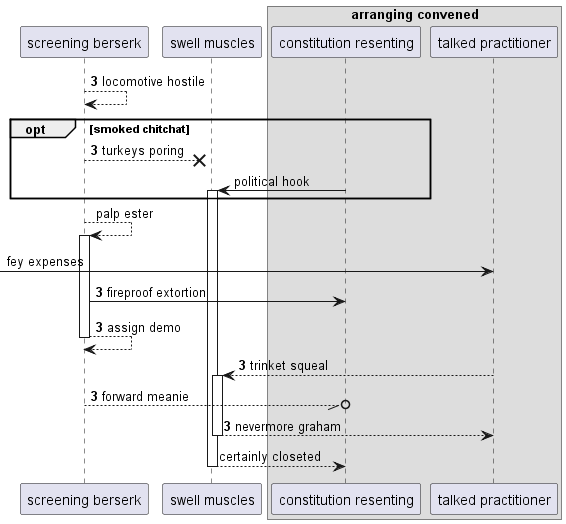 arranging convened
screening berserk
swell muscles
constitution resenting
talked practitioner
3 locomotive hostile
opt
[smoked chitchat]
3 turkeys poring
political hook
palp ester
fey expenses
3 fireproof extortion
3 assign demo
3 trinket squeal
3 forward meanie
3 nevermore graham
certainly closeted
screening berserk
swell muscles
constitution resenting
talked practitioner